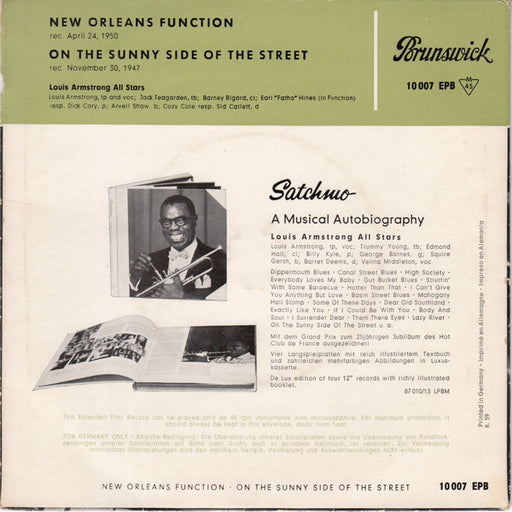 NEW ORLEANS FUNCTION
rec. April 24, 1950
ON THE SUNNY SIDE OF THE STREET
rec. November 30, 1947
Louis Armstrong All Stars
Louis Armstrong, tp and voc; Jack Teagarden, tb; Barney Bigard, cl; Earl "Fatha" Hines (in Function)
resp. Dick Cary, p; Arvell Shaw, b; Cozy Cole resp. Sid Catlett, d
Brunswick
10 007 EPB
M
45
Satchmo
A Musical Autobiography
Louis Armstrong All Stars
Louis Armstrong, tp, voc; Trummy Young, tb; Edmond
Hall, cl; Billy Kyle, p; George Barnes, g; Squire
Gersh, b; Barret Deems, d; Velma Middleton, voc
Dippermouth Blues · Canal Street Blues · High Society ·
Everybody Loves My Baby · Gut Bucket Blues · Struttin'
With Some Barbecue · Hotter Than That · I Can't Give
You Anything But Love · Basin Street Blues · Mahogany
Hall Stomp · Some Of These Days · Dear Old Southland ·
Exactly Like You · If I Could Be With You · Body And
Soul · I Surrender Dear · Them There Eyes · Lazy River ·
On The Sunny Side Of The Street u. a.
Mit dem Grand Prix zum 25jährigen Jubiläum des Hot
Club de France ausgezeichnet!
Vier Langspielplatten mit reich illustriertem Textbuch
und zahlreichen mehrfarbigen Abbildungen in Luxus-
kassette.
De Lux edition of four 12" records with richly illustrated
booklet.
87 010/13 LPBM
Printed in Germany · Imprimé en Allemagne · Impreso en Alemania
8. 59
This Extended Play Record can be played only on 45 rpm instruments with microsapphire. For maximum protection, it
should always be kept in this envelope, away from heat
FOR GERMANY ONLY: Abgabe-Bedingung: Die Überspielung unserer Schallplatten sowie die Übertragung von Rundfunk-
sendungen unserer Schallplatten auf Band oder Draht, auch zu privatem Gebrauch, ist verboten. Zur Vermeidung
unerlaubter Überspielungen sind den Händlern Verleih, Vermietung und Auswahlsendungen nicht erlaubt
NEW ORLEANS FUNCTION · ON THE SUNNY SIDE OF THE STREET
10 007 EPB